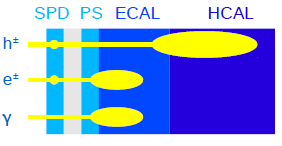 SPD PS ECAL HCAL
h±
e±
γ